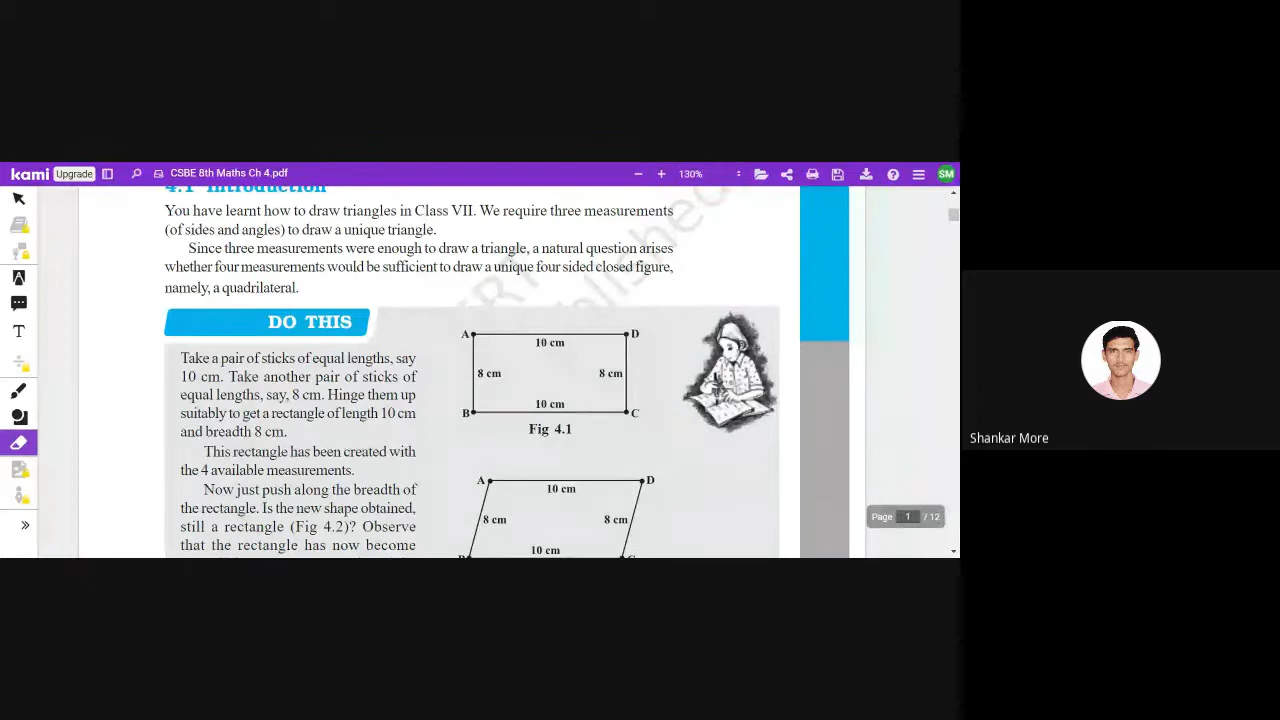 kami Upgrade CSBE 8th Maths Ch 4.pdf 130% SM
4.1 Introduction
You have learnt how to draw triangles in Class VII. We require three measurements
(of sides and angles) to draw a unique triangle.
Since three measurements were enough to draw a triangle, a natural question arises
whether four measurements would be sufficient to draw a unique four sided closed figure,
namely, a quadrilateral.
DO THIS
Take a pair of sticks of equal lengths, say
10 cm. Take another pair of sticks of
equal lengths, say, 8 cm. Hinge them up
suitably to get a rectangle of length 10 cm
and breadth 8 cm.
This rectangle has been created with
the 4 available measurements.
Now just push along the breadth of
the rectangle. Is the new shape obtained,
still a rectangle (Fig 4.2)? Observe
that the rectangle has now become
A D
10 cm
8 cm 8 cm
10 cm
B C
Fig 4.1
A D
10 cm
8 cm 8 cm
10 cm
Page 1 / 12
Shankar More